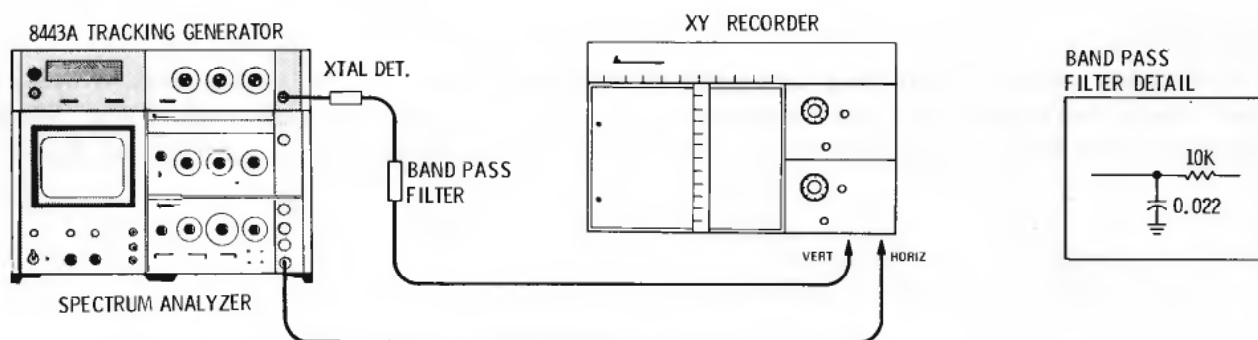 8443A TRACKING GENERATOR
XTAL DET.
BAND PASS
FILTER
SPECTRUM ANALYZER
XY RECORDER
VERT
HORIZ
BAND PASS
FILTER DETAIL
10K
0.022